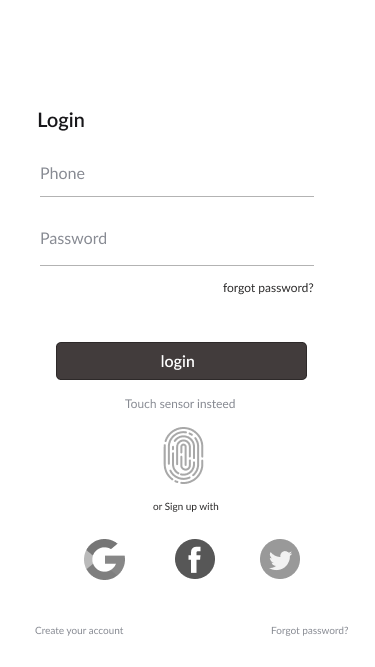 Login
Phone
Password
forgot password?
login
Touch sensor insteed
or Sign up with
Create your account
Forgot password?